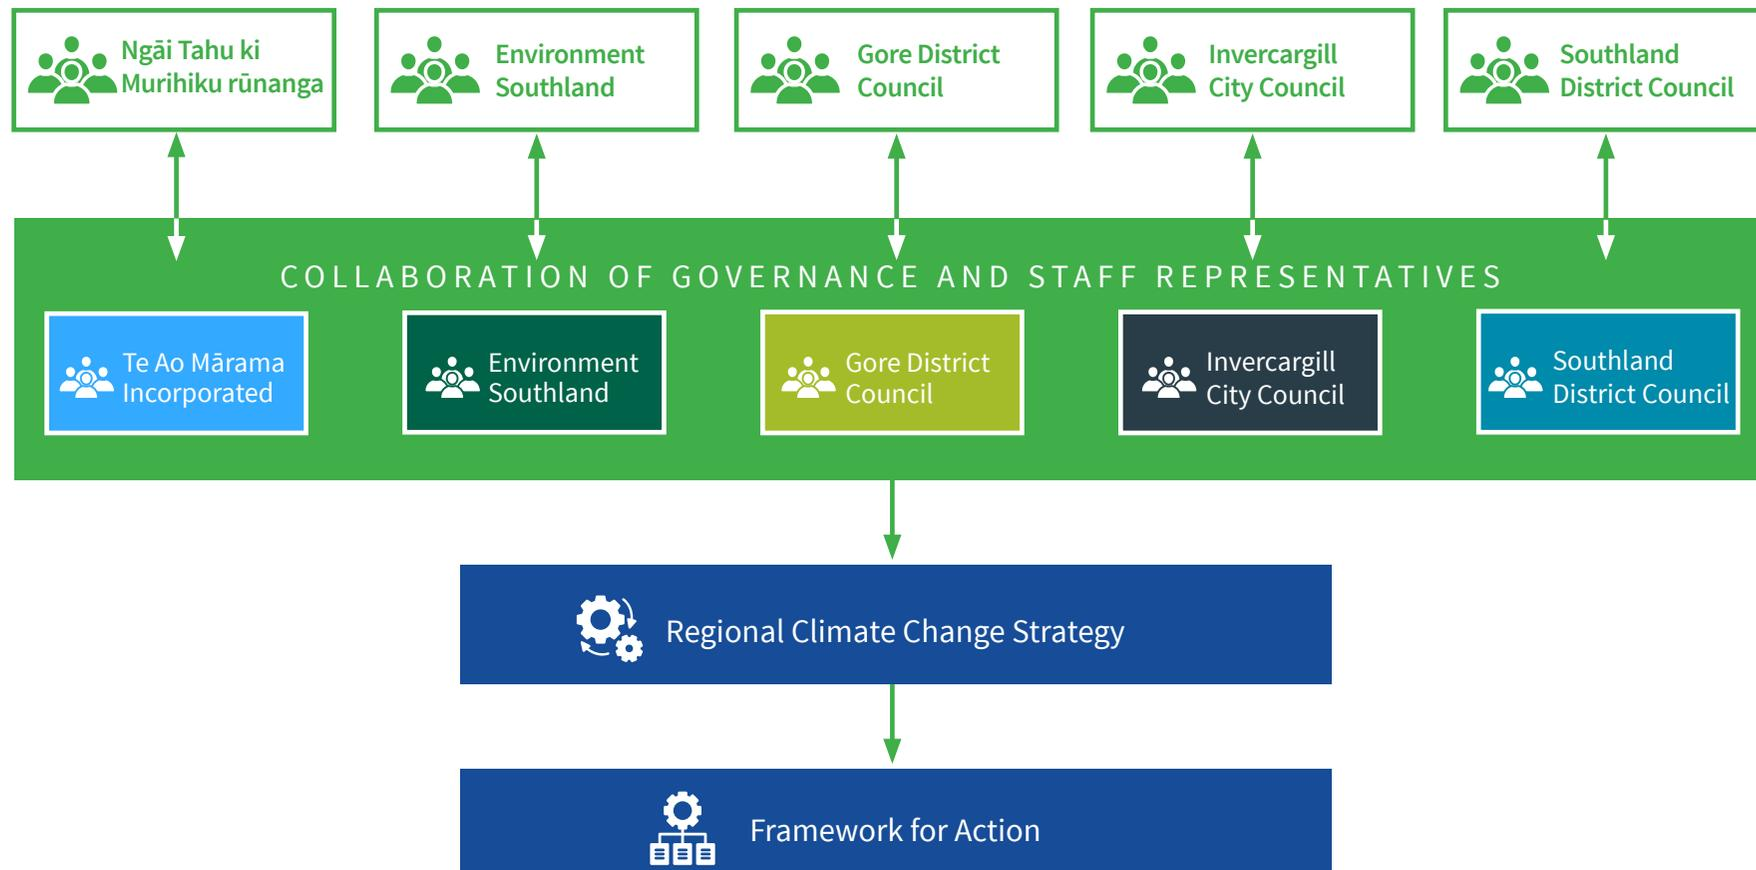 Ngāi Tahu ki
Murihiku rūnanga
Environment
Southland
Gore District
Council
Invercargill
City Council
Southland
District Council
COLLABORATION OF GOVERNANCE AND STAFF REPRESENTATIVES
Te Ao Mārama
Incorporated
Environment
Southland
Gore District
Council
Invercargill
City Council
Southland
District Council
Regional Climate Change Strategy
Framework for Action